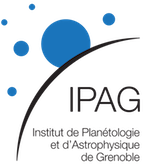 IPAG
Institut de Planétologie
et d'Astrophysique
de Grenoble